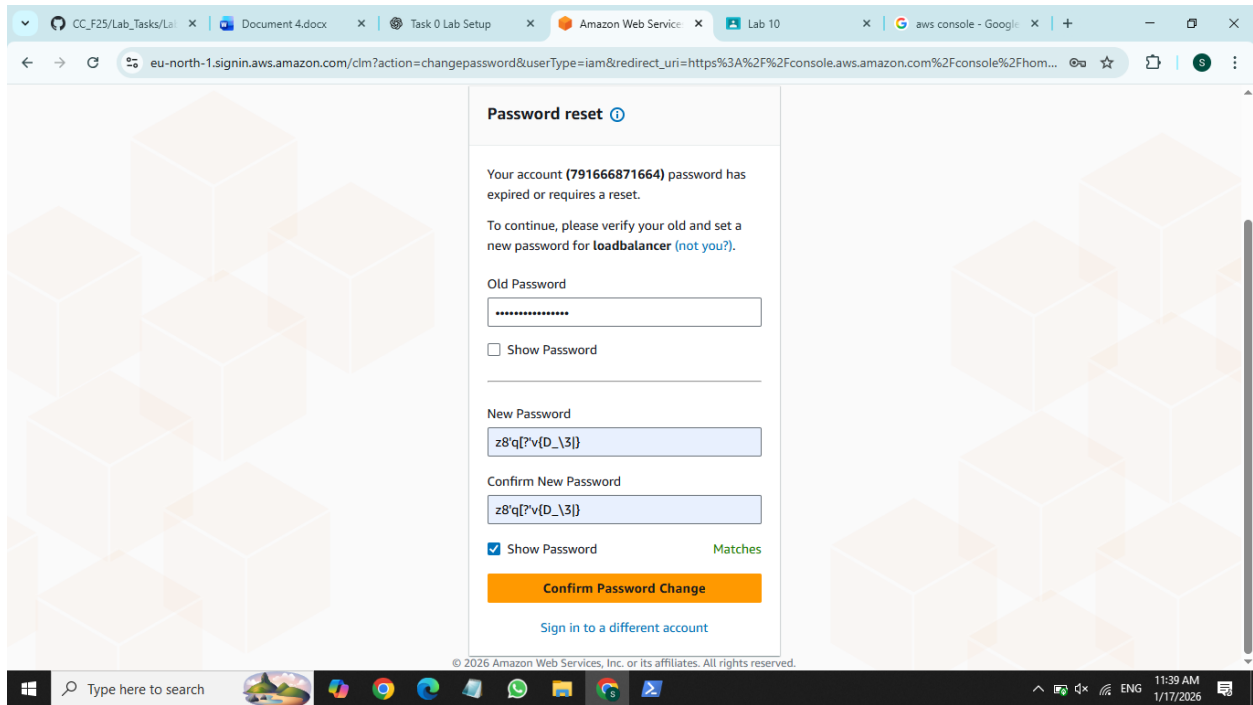 CC_F25/Lab_Tasks/Lal
Document 4.docx
Task 0 Lab Setup
Amazon Web Service
Lab 10
aws console - Google
eu-north-1.signin.aws.amazon.com/clm?action=changepassword&userType=iam&redirect_uri=https%3A%2F%2Fconsole.aws.amazon.com%2Fconsole%2Fhom...
S
Password reset
Your account (791666871664) password has
expired or requires a reset.
To continue, please verify your old and set a
new password for loadbalancer (not you?).
Old Password
••••••••••••••••
Show Password
New Password
z8'q[?'v{D_\3|}
Confirm New Password
z8'q[?'v{D_\3|}
Show Password Matches
Confirm Password Change
Sign in to a different account
© 2026 Amazon Web Services, Inc. or its affiliates. All rights reserved.
Type here to search
ENG
11:39 AM
1/17/2026